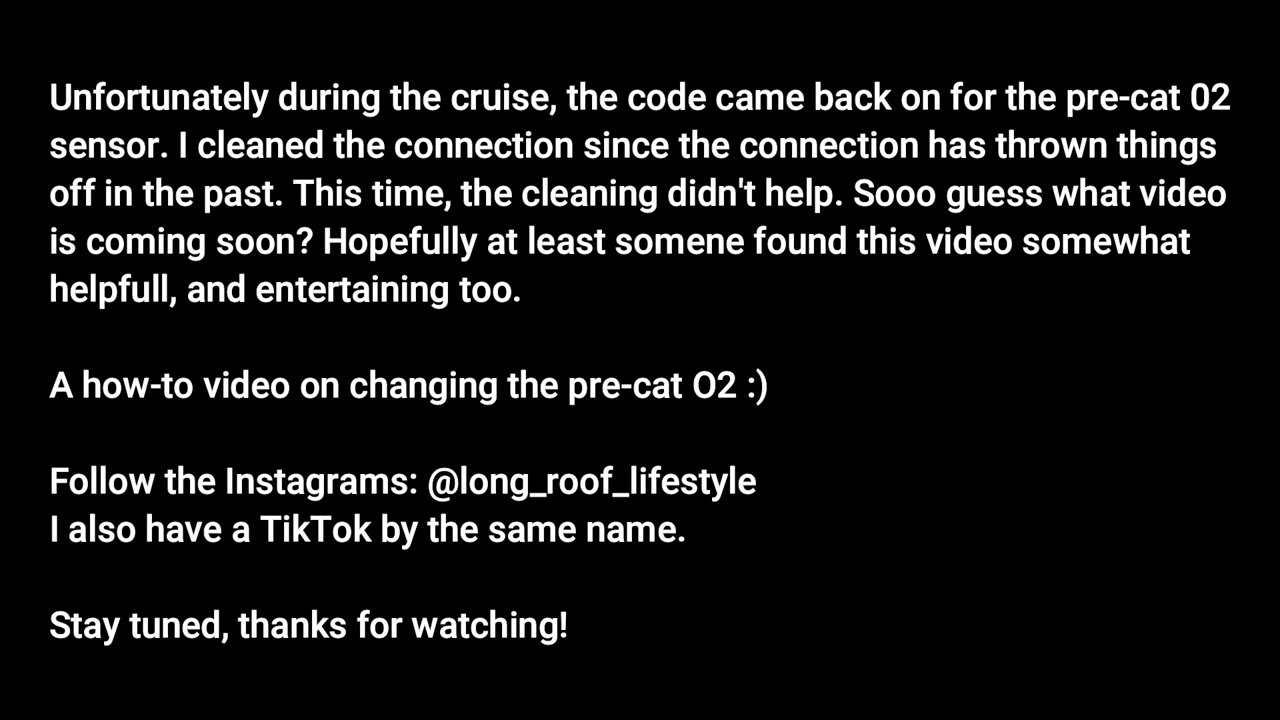 Unfortunately during the cruise, the code came back on for the pre-cat 02
sensor. I cleaned the connection since the connection has thrown things
off in the past. This time, the cleaning didn't help. Sooo guess what video
is coming soon? Hopefully at least somene found this video somewhat
helpfull, and entertaining too.
A how-to video on changing the pre-cat O2 :)
Follow the Instagrams: @long_roof_lifestyle
I also have a TikTok by the same name.
Stay tuned, thanks for watching!